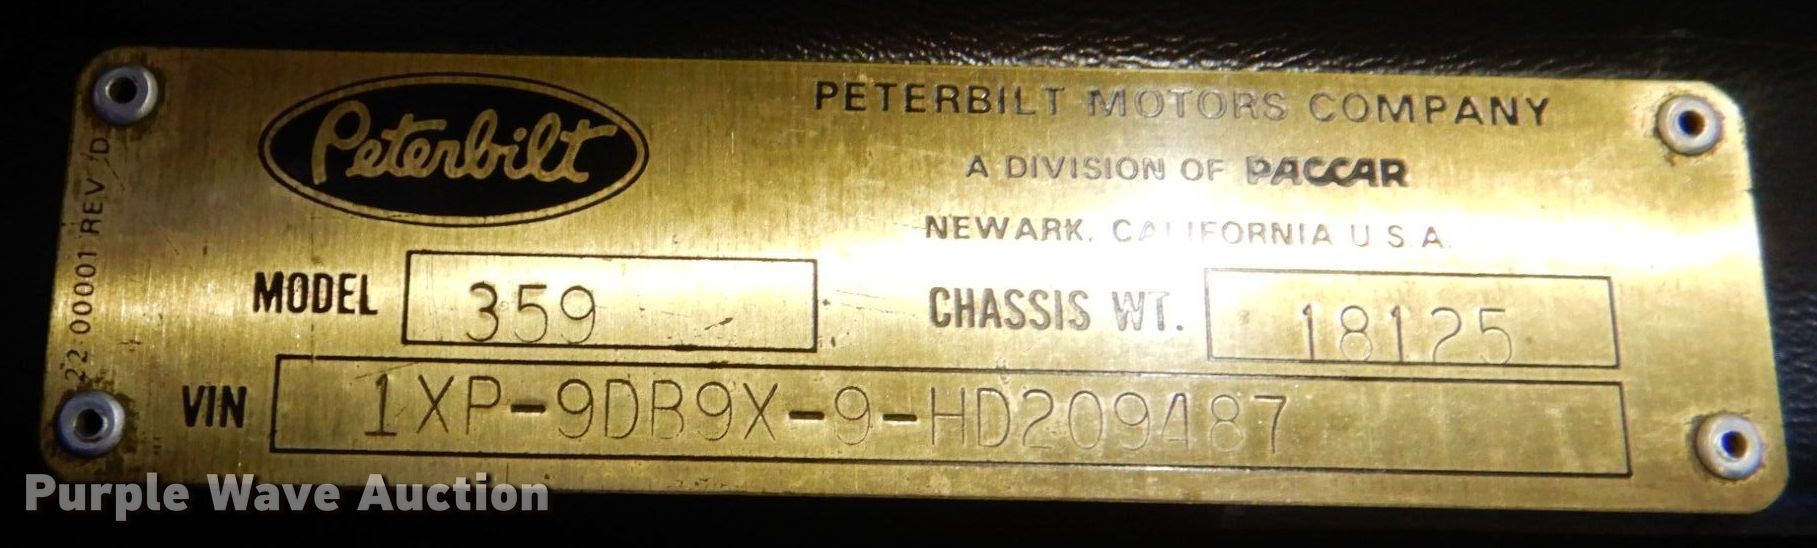 Peterbilt
PETERBILT MOTORS COMPANY
A DIVISION OF PACCAR
NEWARK, CALIFORNIA U.S.A.
22-00001 REV D
MODEL 359
CHASSIS WT. 18125
VIN 1XP-9DB9X-9-HD209487
Purple Wave Auction